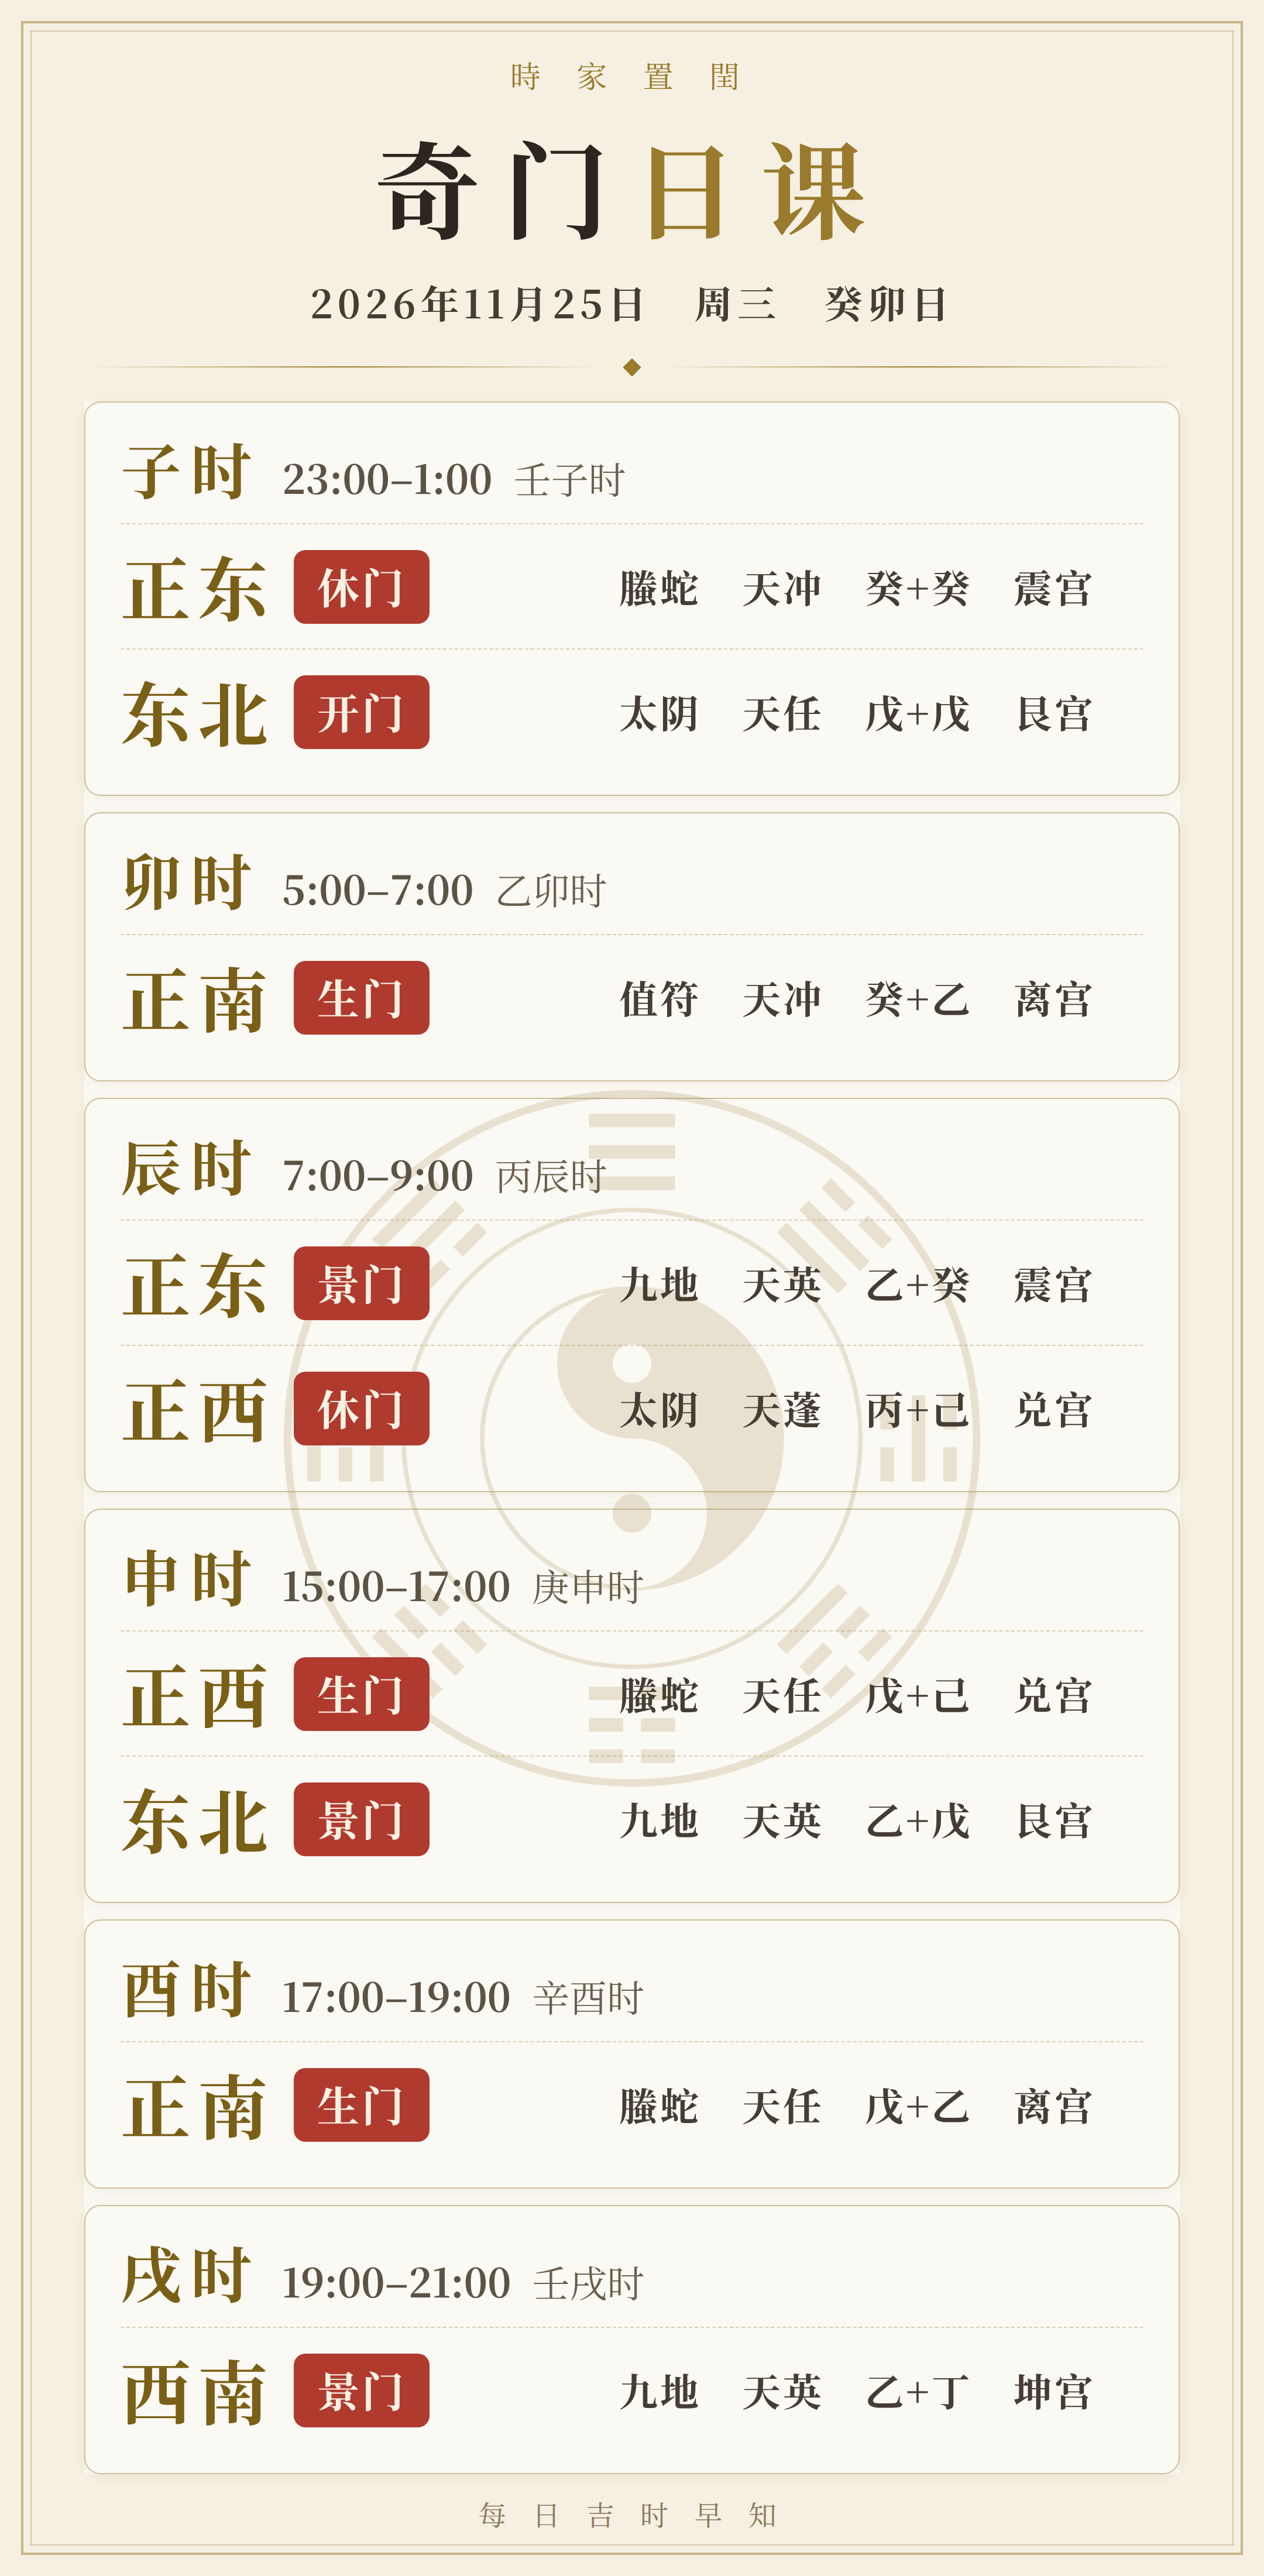 時家置閏
奇门日课
2026年11月25日 周三 癸卯日
子时 23:00–1:00 壬子时
正东 休门 螣蛇 天冲 癸+癸 震宫
东北 开门 太阴 天任 戊+戊 艮宫
卯时 5:00–7:00 乙卯时
正南 生门 值符 天冲 癸+乙 离宫
辰时 7:00–9:00 丙辰时
正东 景门 九地 天英 乙+癸 震宫
正西 休门 太阴 天蓬 丙+己 兑宫
申时 15:00–17:00 庚申时
正西 生门 螣蛇 天任 戊+己 兑宫
东北 景门 九地 天英 乙+戊 艮宫
酉时 17:00–19:00 辛酉时
正南 生门 螣蛇 天任 戊+乙 离宫
戌时 19:00–21:00 壬戌时
西南 景门 九地 天英 乙+丁 坤宫
每日吉时早知